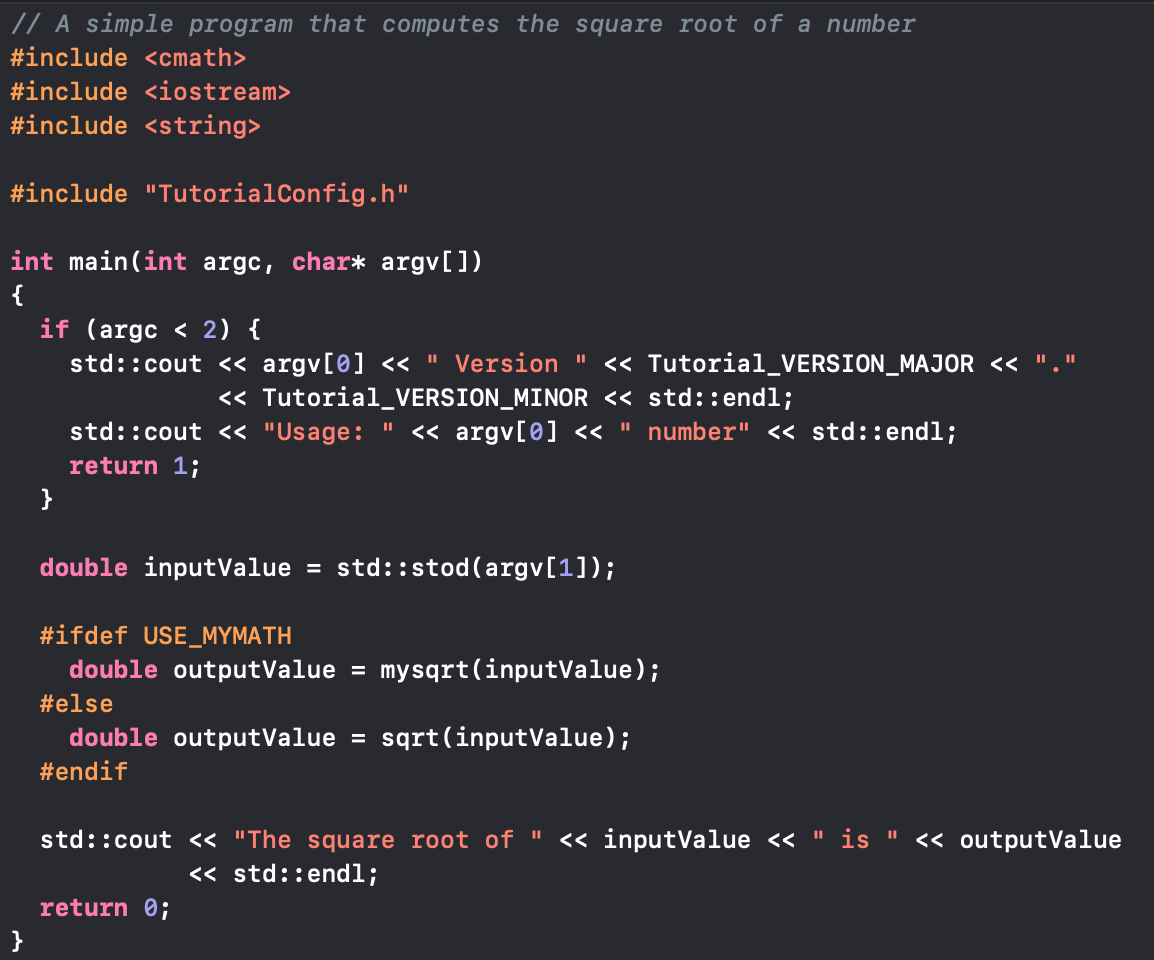 // A simple program that computes the square root of a number
#include <cmath>
#include <iostream>
#include <string>

#include "TutorialConfig.h"

int main(int argc, char* argv[])
{
  if (argc < 2) {
    std::cout << argv[0] << " Version " << Tutorial_VERSION_MAJOR << "."
              << Tutorial_VERSION_MINOR << std::endl;
    std::cout << "Usage: " << argv[0] << " number" << std::endl;
    return 1;
  }

  double inputValue = std::stod(argv[1]);

  #ifdef USE_MYMATH
    double outputValue = mysqrt(inputValue);
  #else
    double outputValue = sqrt(inputValue);
  #endif

  std::cout << "The square root of " << inputValue << " is " << outputValue
            << std::endl;
  return 0;
}